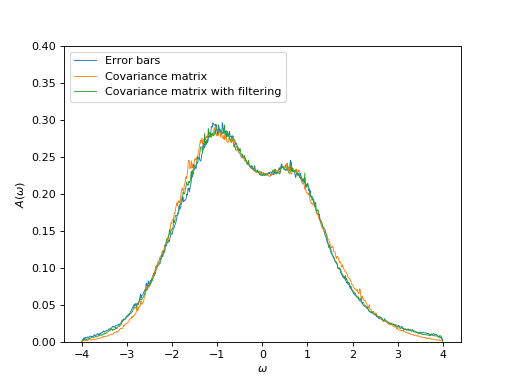 0.40
0.35
0.30
0.25
0.20
0.15
0.10
0.05
0.00
A(ω)
Error bars
Covariance matrix
Covariance matrix with filtering
−4 −3 −2 −1 0 1 2 3 4
ω